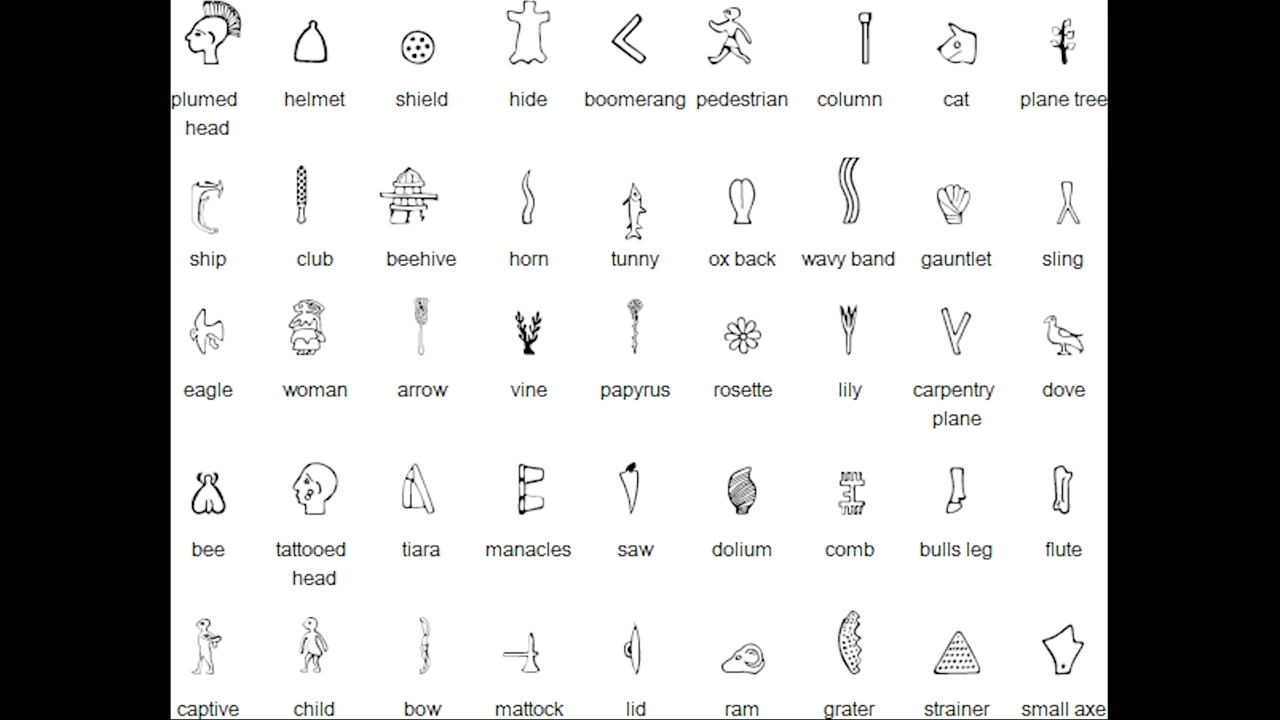 plumed helmet shield hide boomerang pedestrian column cat plane tree
head
ship club beehive horn tunny ox back wavy band gauntlet sling
eagle woman arrow vine papyrus rosette lily carpentry dove
plane
bee tattooed tiara manacles saw dolium comb bulls leg flute
head
captive child bow mattock lid ram grater strainer small axe